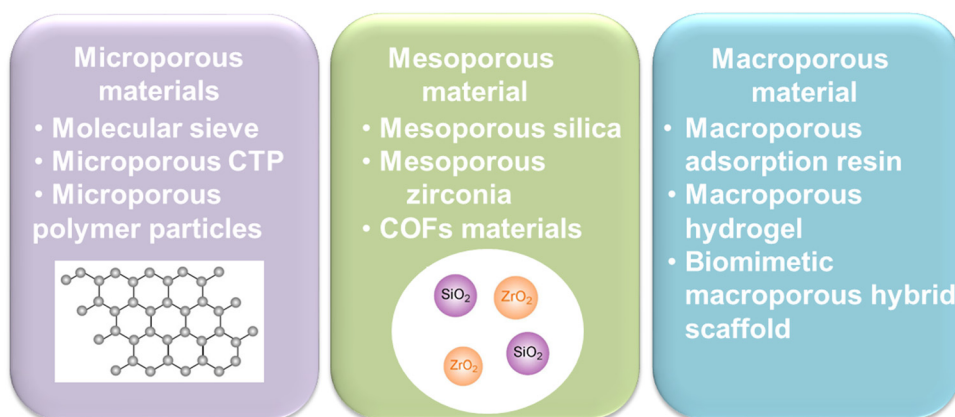 Microporous
materials
• Molecular sieve
• Microporous CTP
• Microporous
polymer particles
Mesoporous
material
• Mesoporous silica
• Mesoporous
zirconia
• COFs materials
SiO₂
ZrO₂
SiO₂
ZrO₂
Macroporous
material
• Macroporous
adsorption resin
• Macroporous
hydrogel
• Biomimetic
macroporous hybrid
scaffold